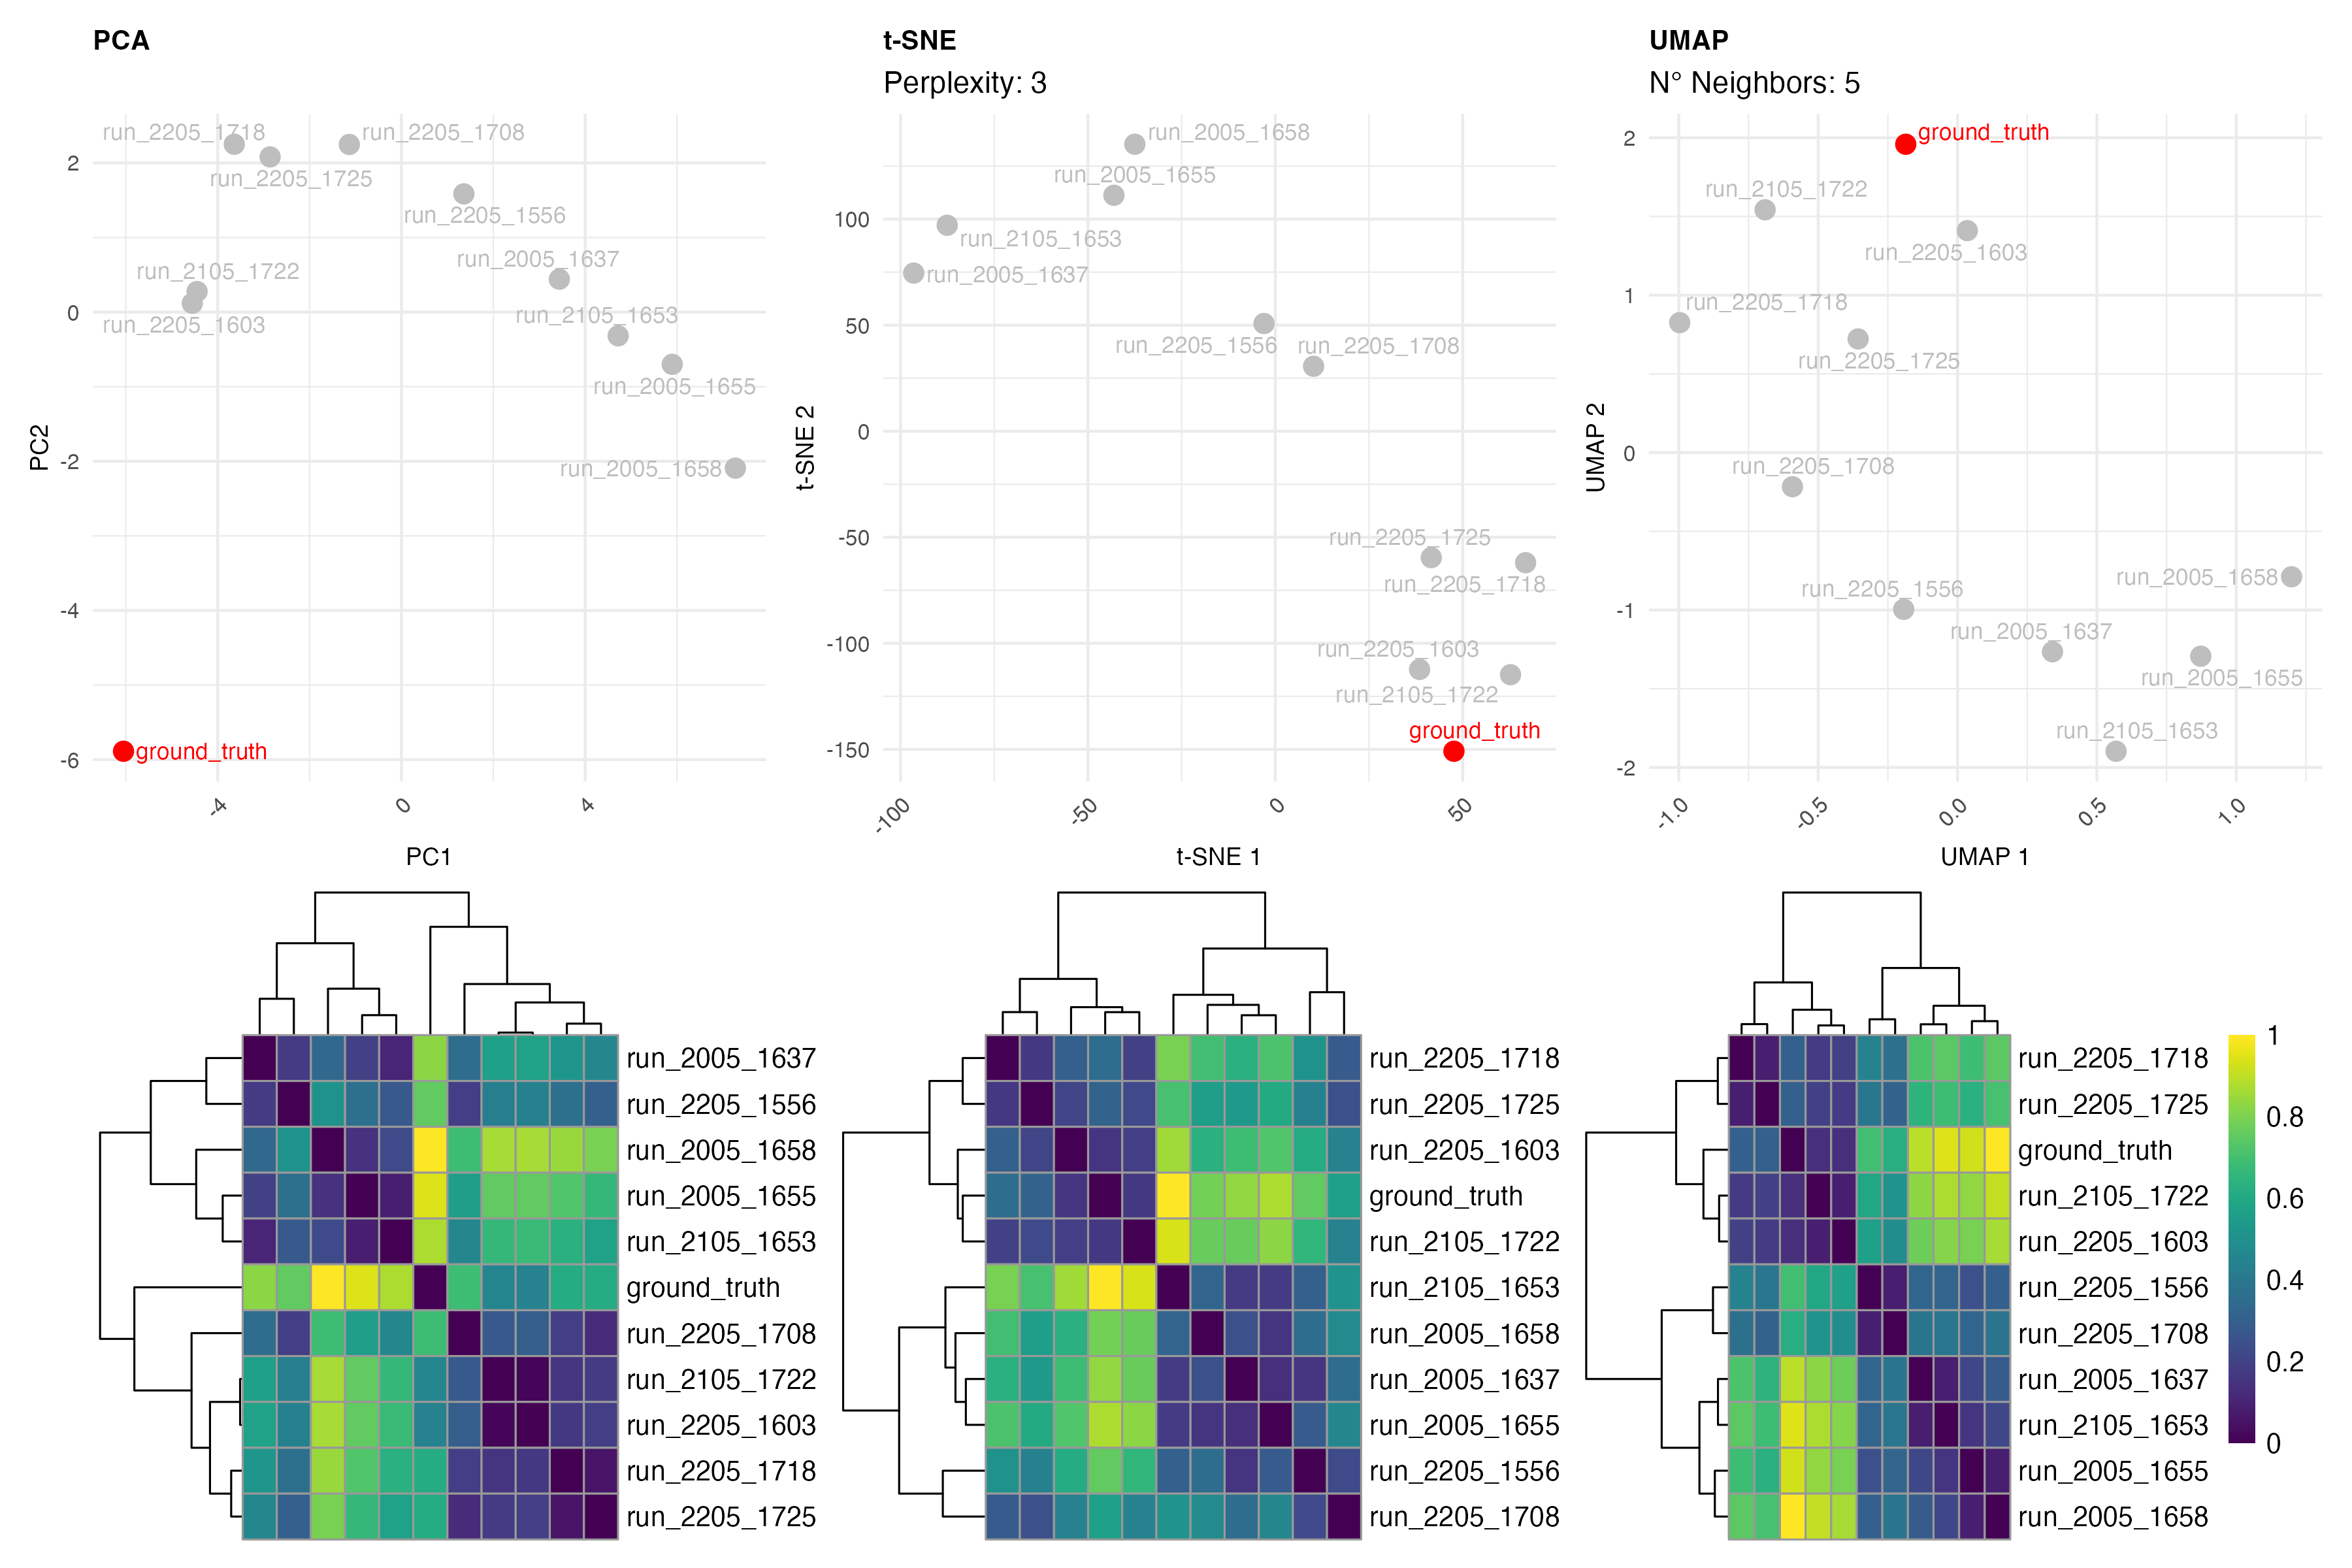 PCA
run_2205_1718
run_2205_1708
run_2205_1725
run_2205_1556
run_2005_1637
run_2105_1722
run_2105_1653
run_2205_1603
run_2005_1655
run_2005_1658
ground_truth
2
0
-2
-4
-6
PC2
-4
0
4
PC1
t-SNE
Perplexity: 3
run_2005_1658
run_2005_1655
run_2105_1653
run_2005_1637
run_2205_1556
run_2205_1708
run_2205_1725
run_2205_1718
run_2205_1603
run_2105_1722
ground_truth
100
50
0
-50
-100
-150
t-SNE 2
-100
-50
0
50
t-SNE 1
UMAP
N° Neighbors: 5
ground_truth
run_2105_1722
run_2205_1603
run_2205_1718
run_2205_1725
run_2205_1708
run_2005_1658
run_2205_1556
run_2005_1637
run_2005_1655
run_2105_1653
2
1
0
-1
-2
UMAP 2
-1.0
-0.5
0.0
0.5
1.0
UMAP 1
run_2005_1637
run_2205_1556
run_2005_1658
run_2005_1655
run_2105_1653
ground_truth
run_2205_1708
run_2105_1722
run_2205_1603
run_2205_1718
run_2205_1725
run_2205_1718
run_2205_1725
run_2205_1603
ground_truth
run_2105_1722
run_2105_1653
run_2005_1658
run_2005_1637
run_2005_1655
run_2205_1556
run_2205_1708
run_2205_1718
run_2205_1725
ground_truth
run_2105_1722
run_2205_1603
run_2205_1556
run_2205_1708
run_2005_1637
run_2105_1653
run_2005_1655
run_2005_1658
1
0.8
0.6
0.4
0.2
0